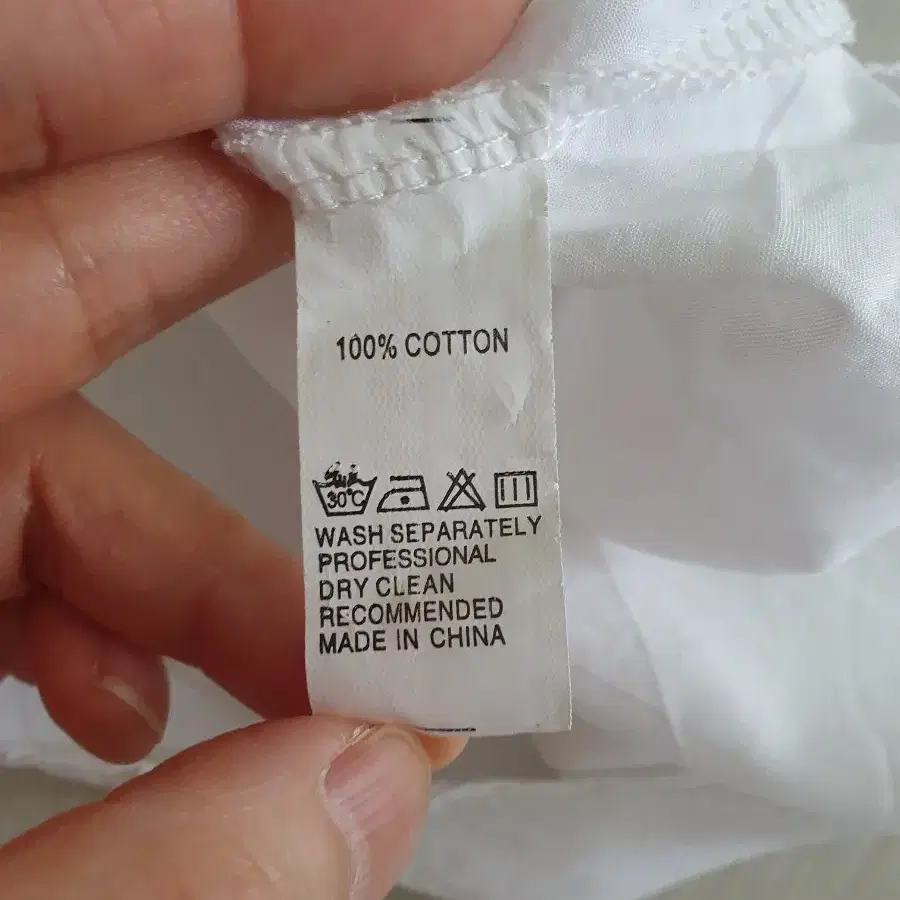 100% COTTON
30°C
WASH SEPARATELY
PROFESSIONAL
DRY CLEAN
RECOMMENDED
MADE IN CHINA